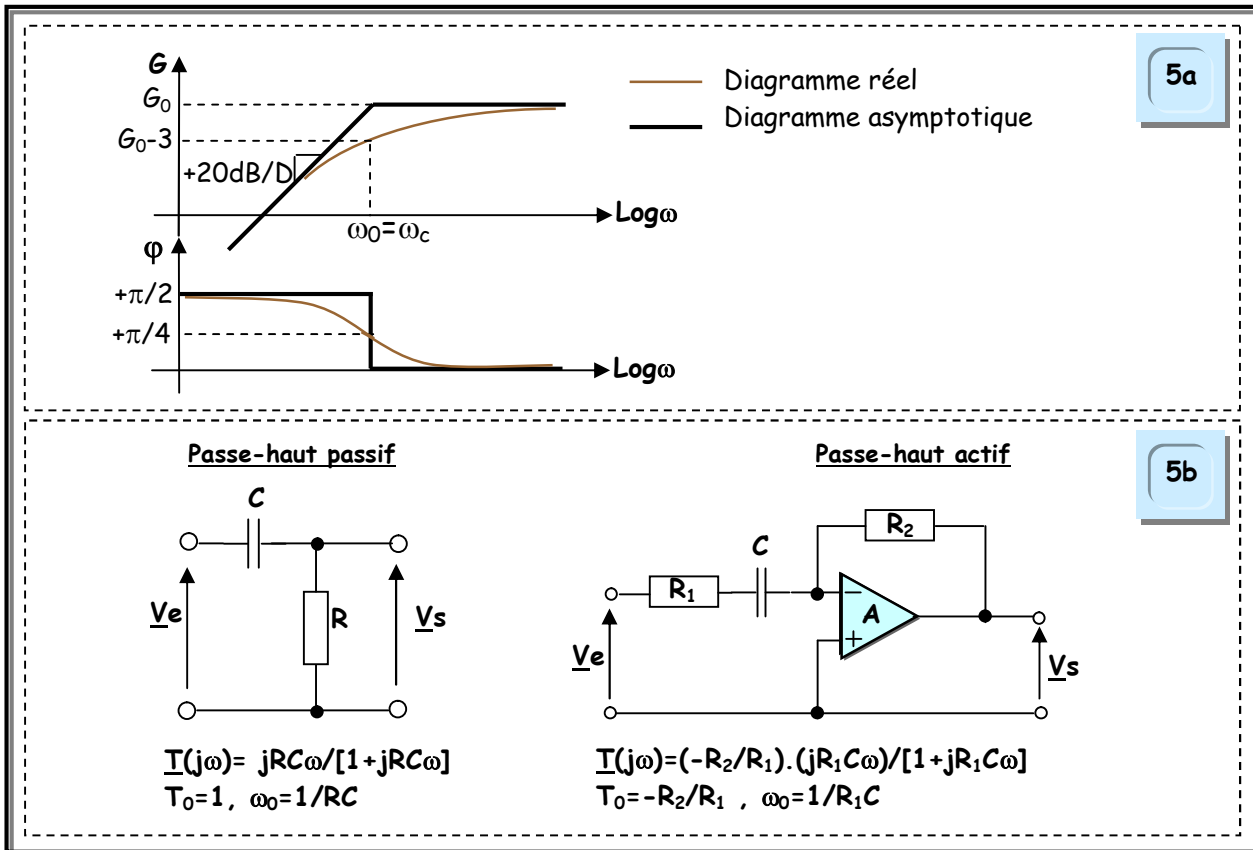 5a
G
Diagramme réel
G₀
Diagramme asymptotique
G₀-3
+20dB/D
Logω
ω₀=ω_c
φ
+π/2
+π/4
Logω
5b
Passe-haut passif
Passe-haut actif
C
R₂
C
R₁
A
−
+
Ve
R
Vs
Ve
Vs
T(jω)= jRCω/[1+jRCω]
T₀=1, ω₀=1/RC
T(jω)=(-R₂/R₁).(jR₁Cω)/[1+jR₁Cω]
T₀=-R₂/R₁ , ω₀=1/R₁C